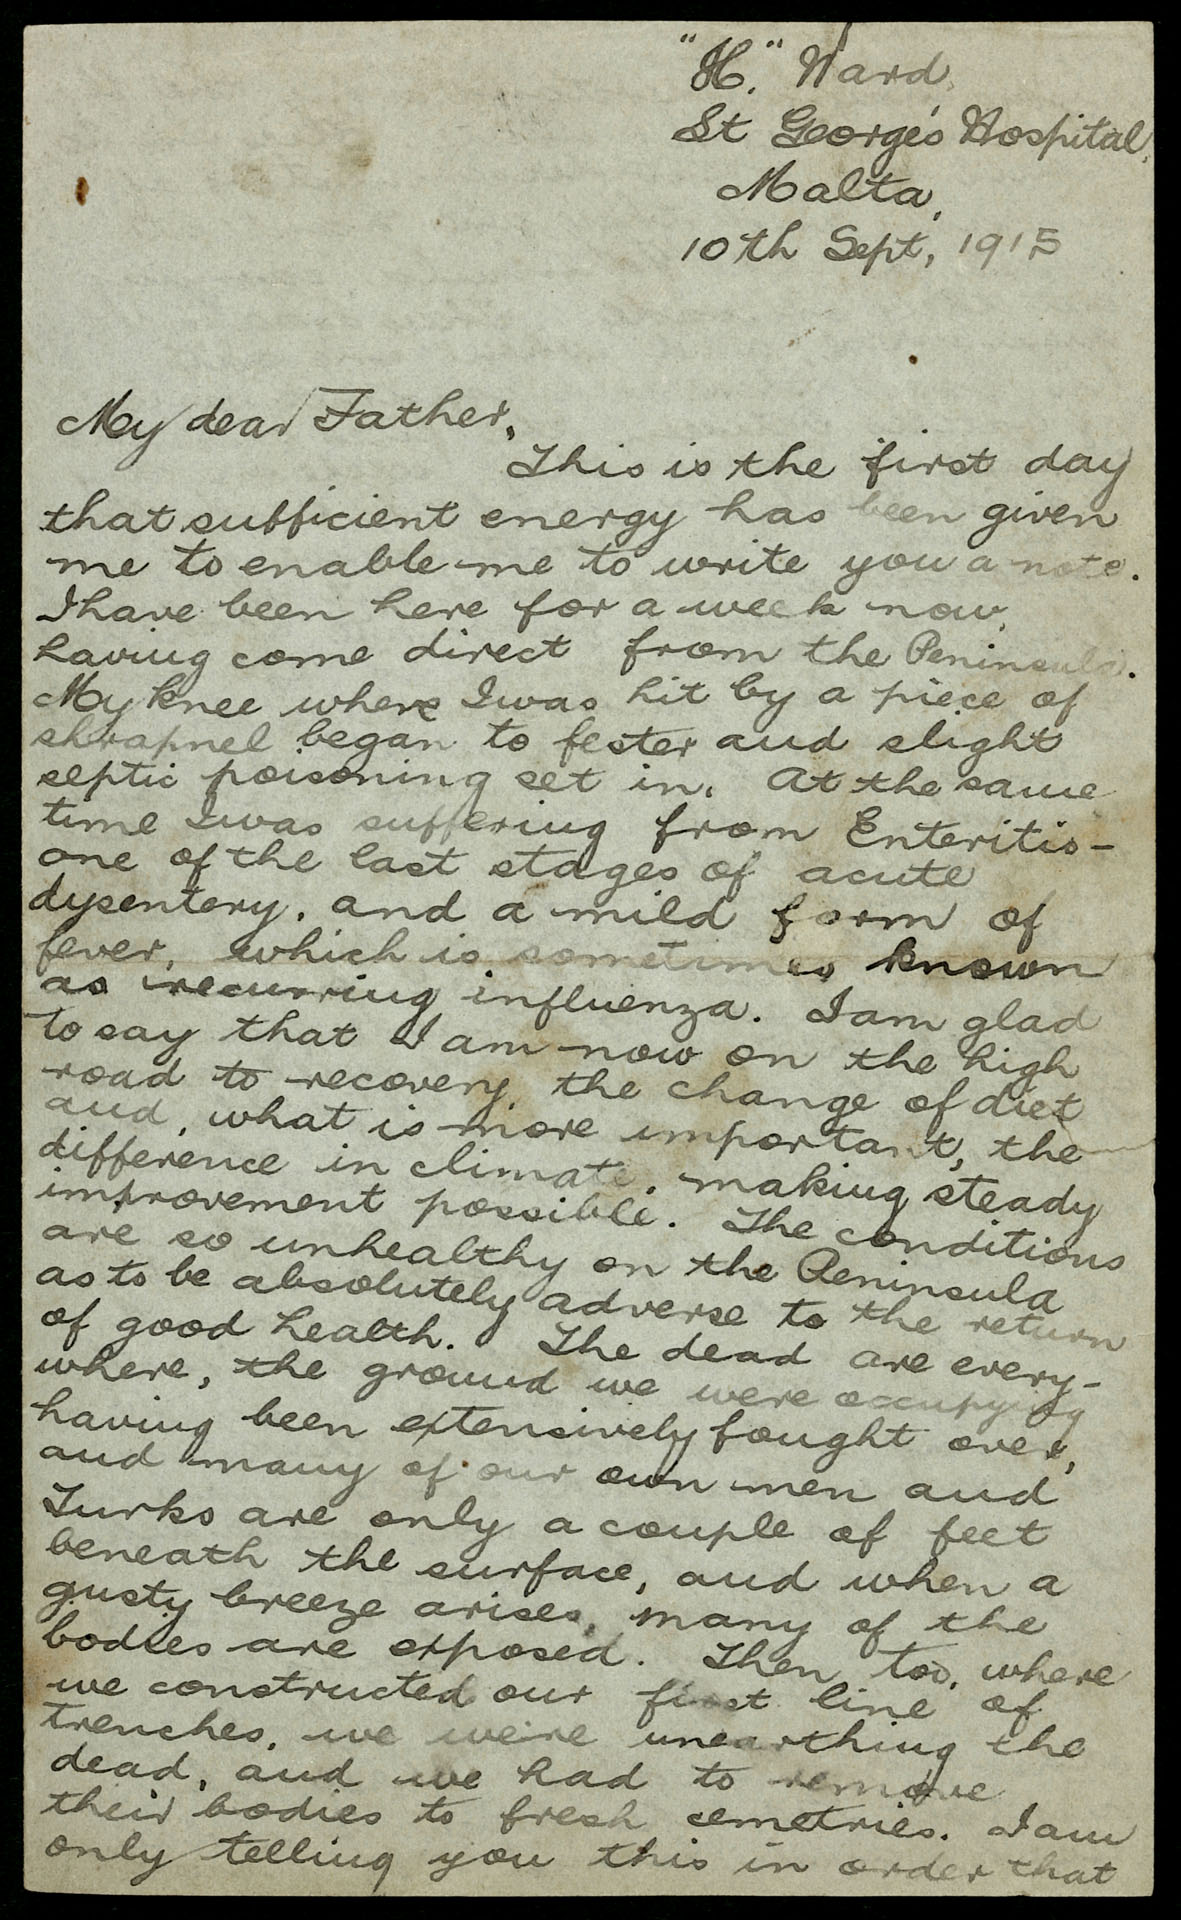 "H." Ward,
St George's Hospital,
Malta,
10th Sept, 1915
My dear Father,
This is the first day
that sufficient energy has been given
me to enable me to write you a note.
I have been here for a week now,
having come direct from the Peninsula.
My knee where I was hit by a piece of
shrapnel began to fester and slight
septic poisoning set in. At the same
time I was suffering from Enteritis -
one of the last stages of acute
dysentery, and a mild form of
fever, which is sometimes known
as recurring influenza. I am glad
to say that I am now on the high
road to recovery, the change of diet
and, what is more important, the
difference in climate, making steady
improvement possible. The conditions
are so unhealthy on the Peninsula
as to be absolutely adverse to the return
of good health. The dead are every-
where, the ground we were occupying
having been extensively fought over,
and many of our own men and
Turks are only a couple of feet
beneath the surface, and when a
gusty breeze arises, many of the
bodies are exposed. Then, too, where
we constructed our first line of
trenches, we were unearthing the
dead, and we had to remove
their bodies to fresh cemetries. I am
only telling you this in order that